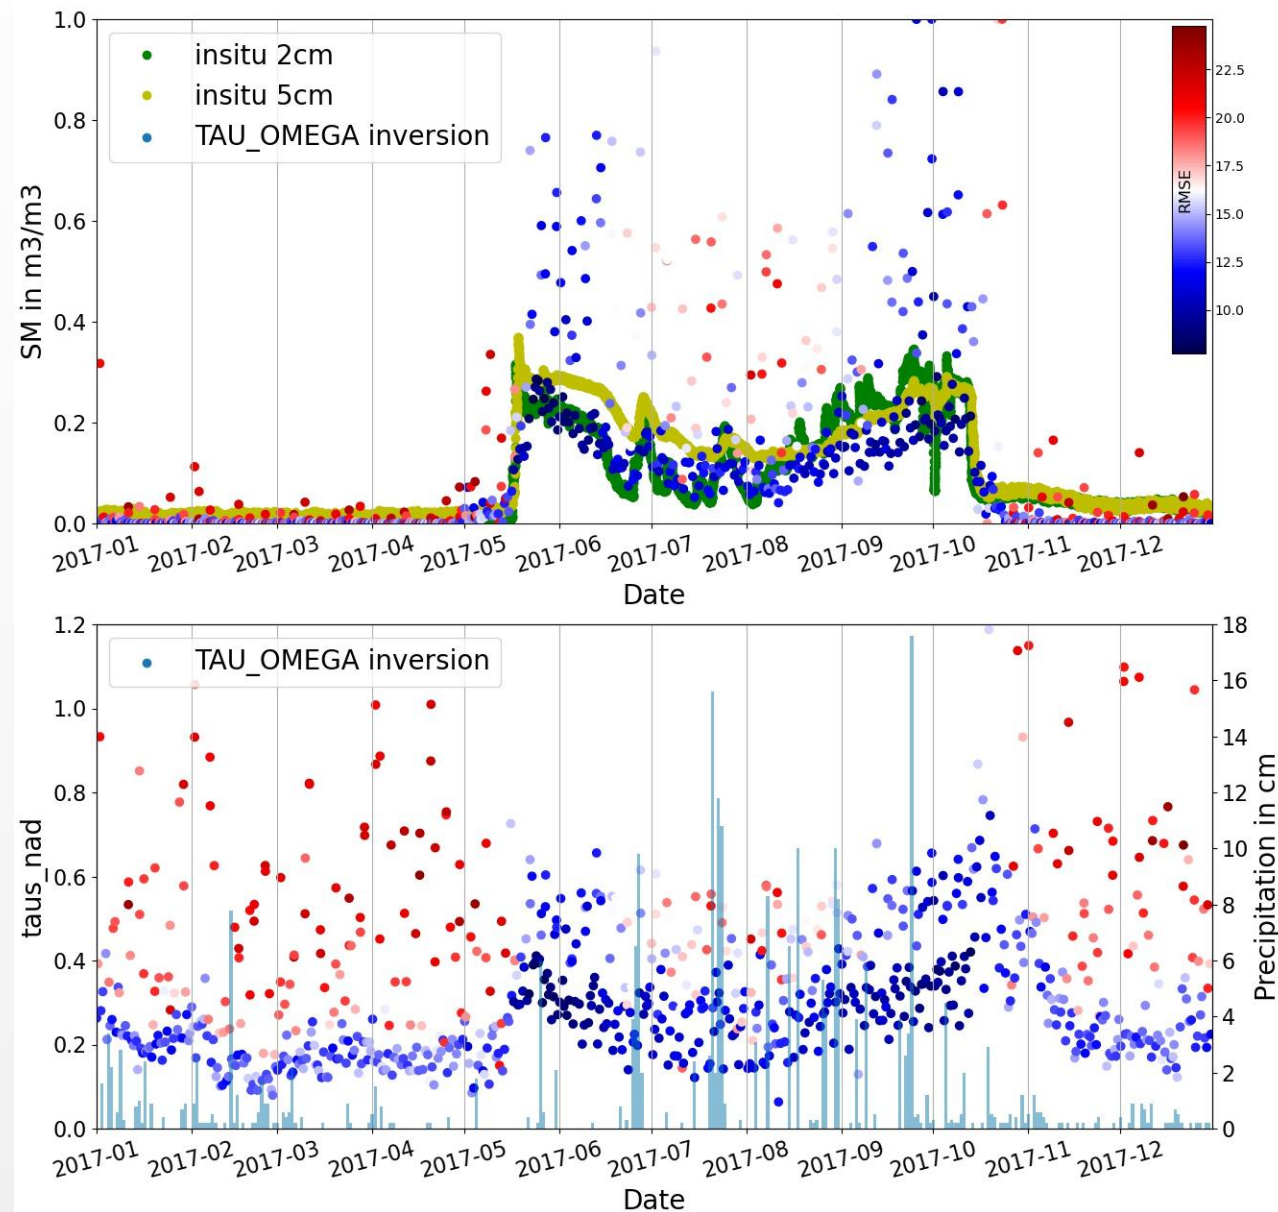 1.0
0.8
0.6
0.4
0.2
0.0
SM in m3/m3
insitu 2cm
insitu 5cm
TAU_OMEGA inversion
22.5
20.0
17.5
15.0
12.5
10.0
RMSE
2017-01 2017-02 2017-03 2017-04 2017-05 2017-06 2017-07 2017-08 2017-09 2017-10 2017-11 2017-12
Date
1.2
1.0
0.8
0.6
0.4
0.2
0.0
taus_nad
TAU_OMEGA inversion
18
16
14
12
10
8
6
4
2
0
Precipitation in cm
2017-01 2017-02 2017-03 2017-04 2017-05 2017-06 2017-07 2017-08 2017-09 2017-10 2017-11 2017-12
Date